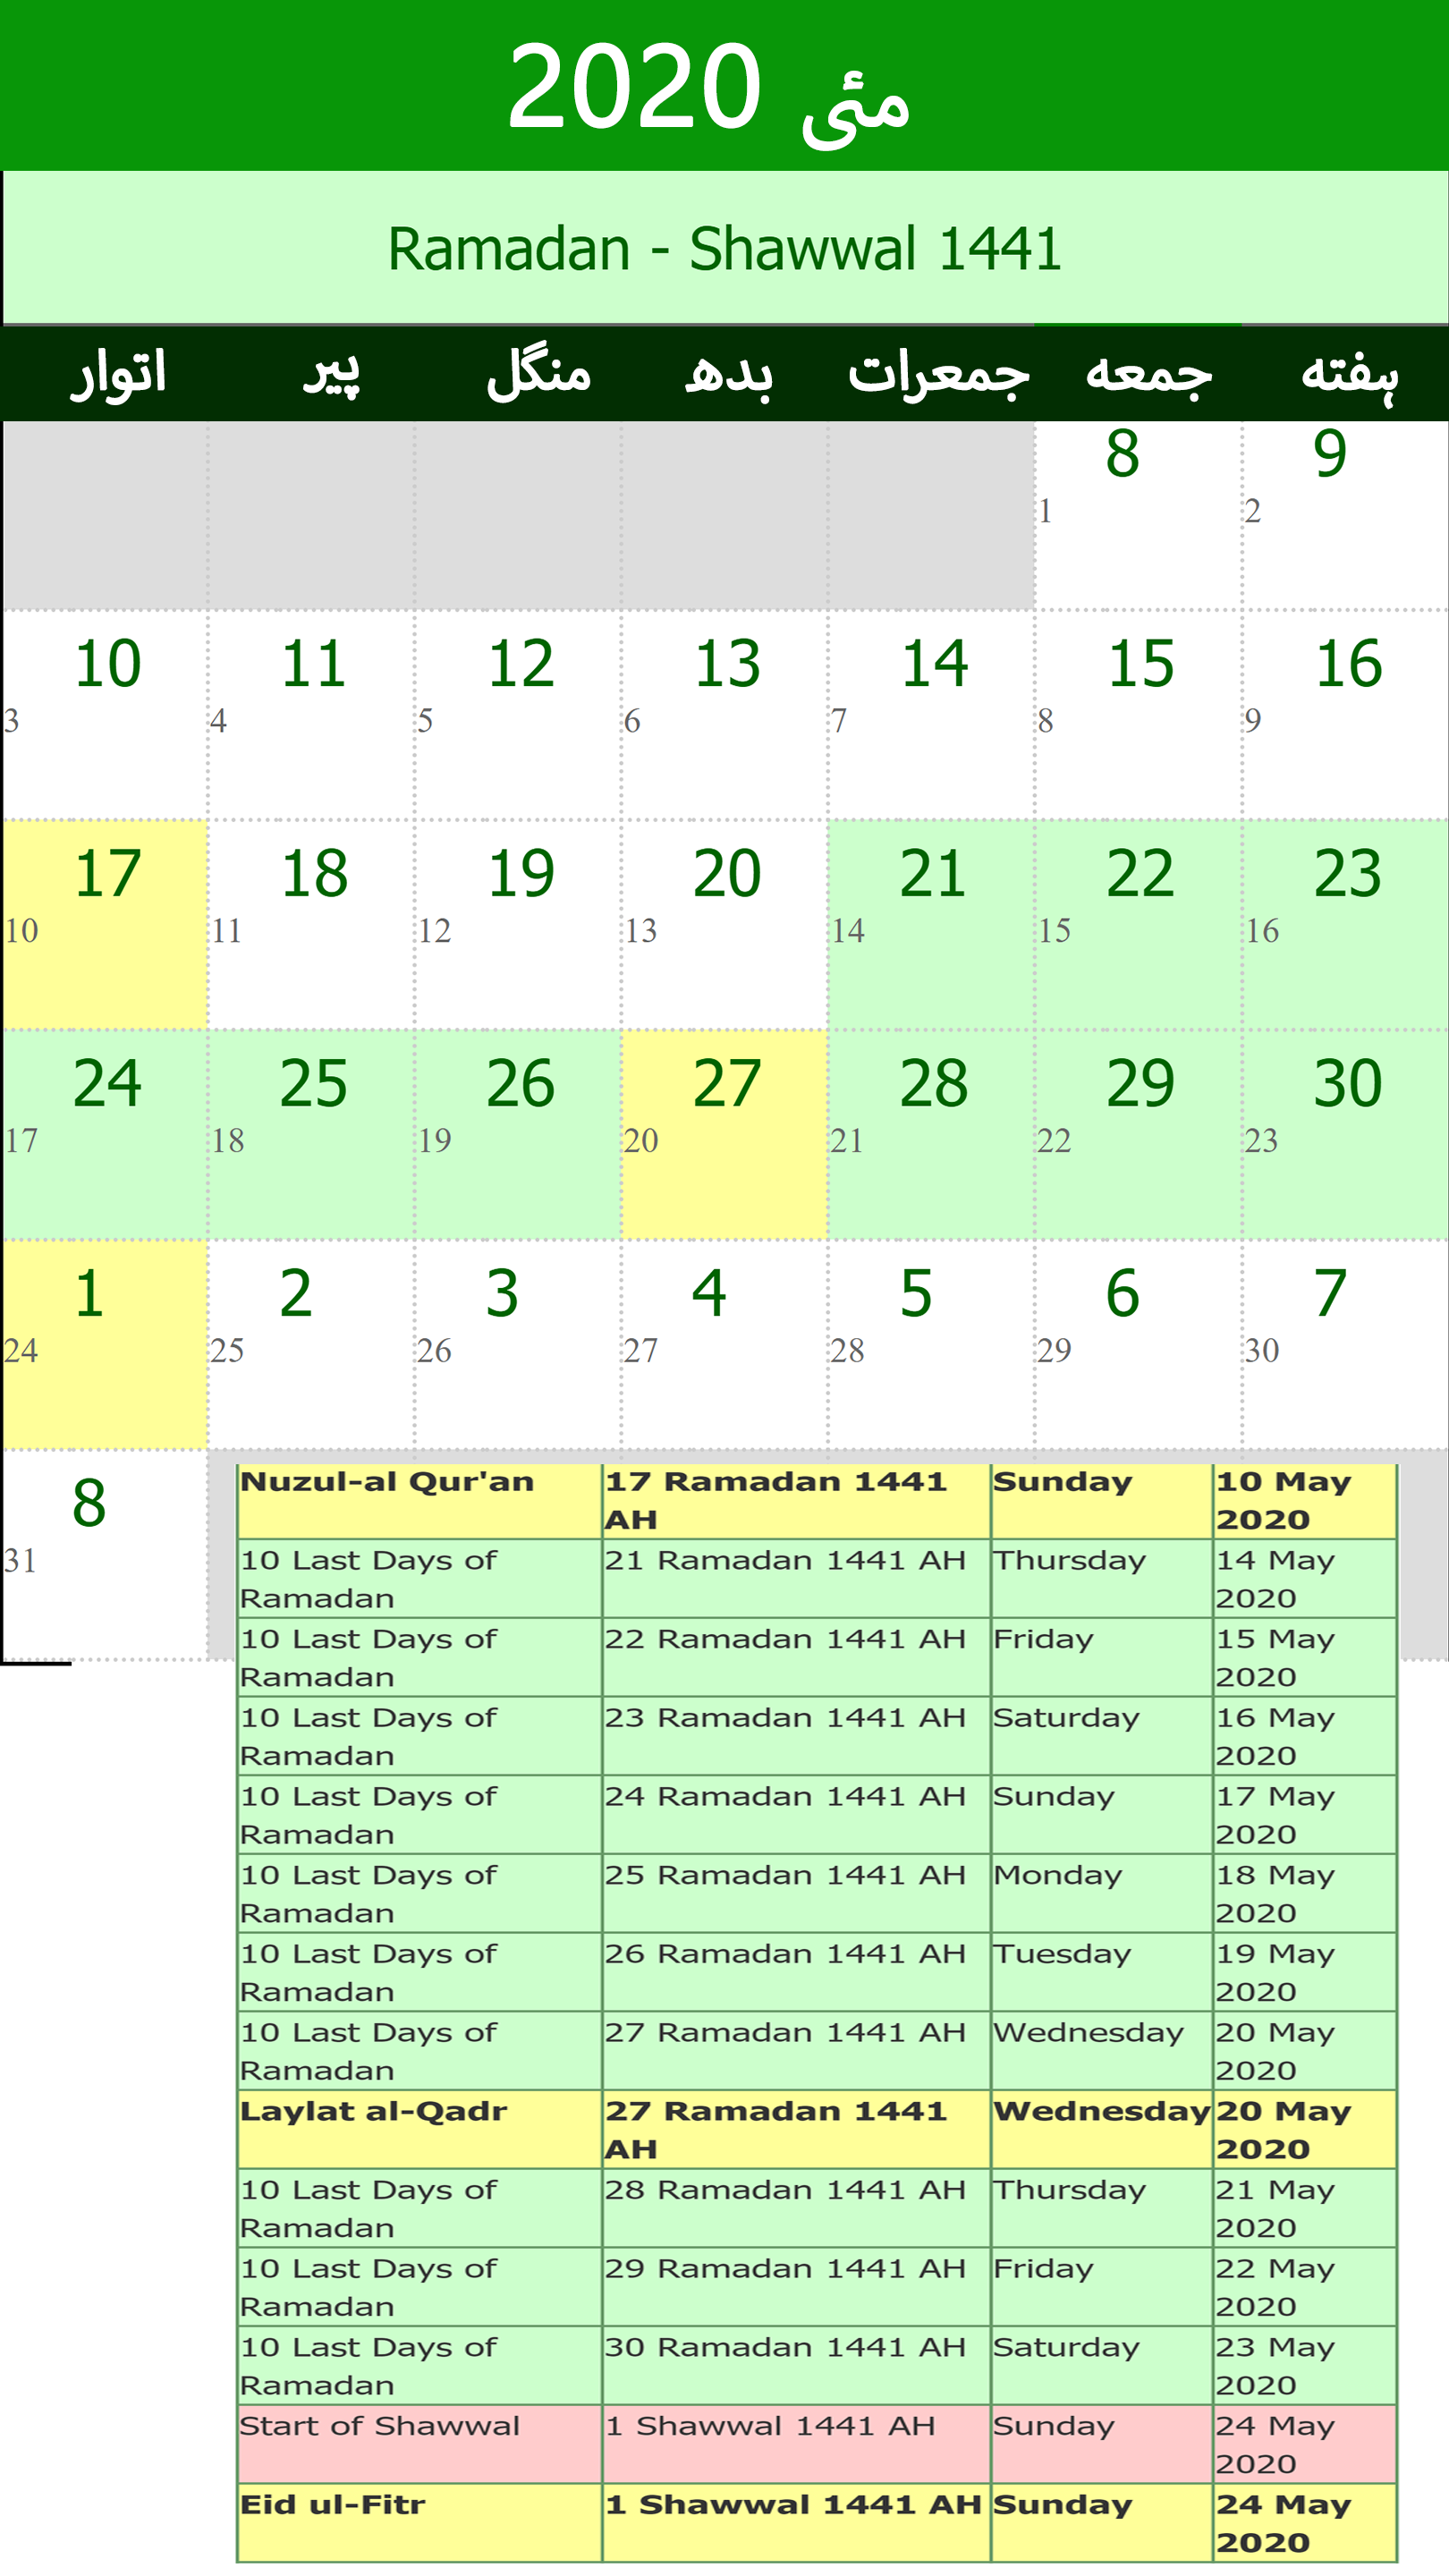 مئی 2020
Ramadan - Shawwal 1441
اتوار پیر منگل بدھ جمعرات جمعه ہفته
8 9
1 2
10 11 12 13 14 15 16
3 4 5 6 7 8 9
17 18 19 20 21 22 23
10 11 12 13 14 15 16
24 25 26 27 28 29 30
17 18 19 20 21 22 23
1 2 3 4 5 6 7
24 25 26 27 28 29 30
8
31
Nuzul-al Qur'an 17 Ramadan 1441 Sunday 10 May
AH 2020
10 Last Days of 21 Ramadan 1441 AH Thursday 14 May
Ramadan 2020
10 Last Days of 22 Ramadan 1441 AH Friday 15 May
Ramadan 2020
10 Last Days of 23 Ramadan 1441 AH Saturday 16 May
Ramadan 2020
10 Last Days of 24 Ramadan 1441 AH Sunday 17 May
Ramadan 2020
10 Last Days of 25 Ramadan 1441 AH Monday 18 May
Ramadan 2020
10 Last Days of 26 Ramadan 1441 AH Tuesday 19 May
Ramadan 2020
10 Last Days of 27 Ramadan 1441 AH Wednesday 20 May
Ramadan 2020
Laylat al-Qadr 27 Ramadan 1441 Wednesday 20 May
AH 2020
10 Last Days of 28 Ramadan 1441 AH Thursday 21 May
Ramadan 2020
10 Last Days of 29 Ramadan 1441 AH Friday 22 May
Ramadan 2020
10 Last Days of 30 Ramadan 1441 AH Saturday 23 May
Ramadan 2020
Start of Shawwal 1 Shawwal 1441 AH Sunday 24 May
2020
Eid ul-Fitr 1 Shawwal 1441 AH Sunday 24 May
2020